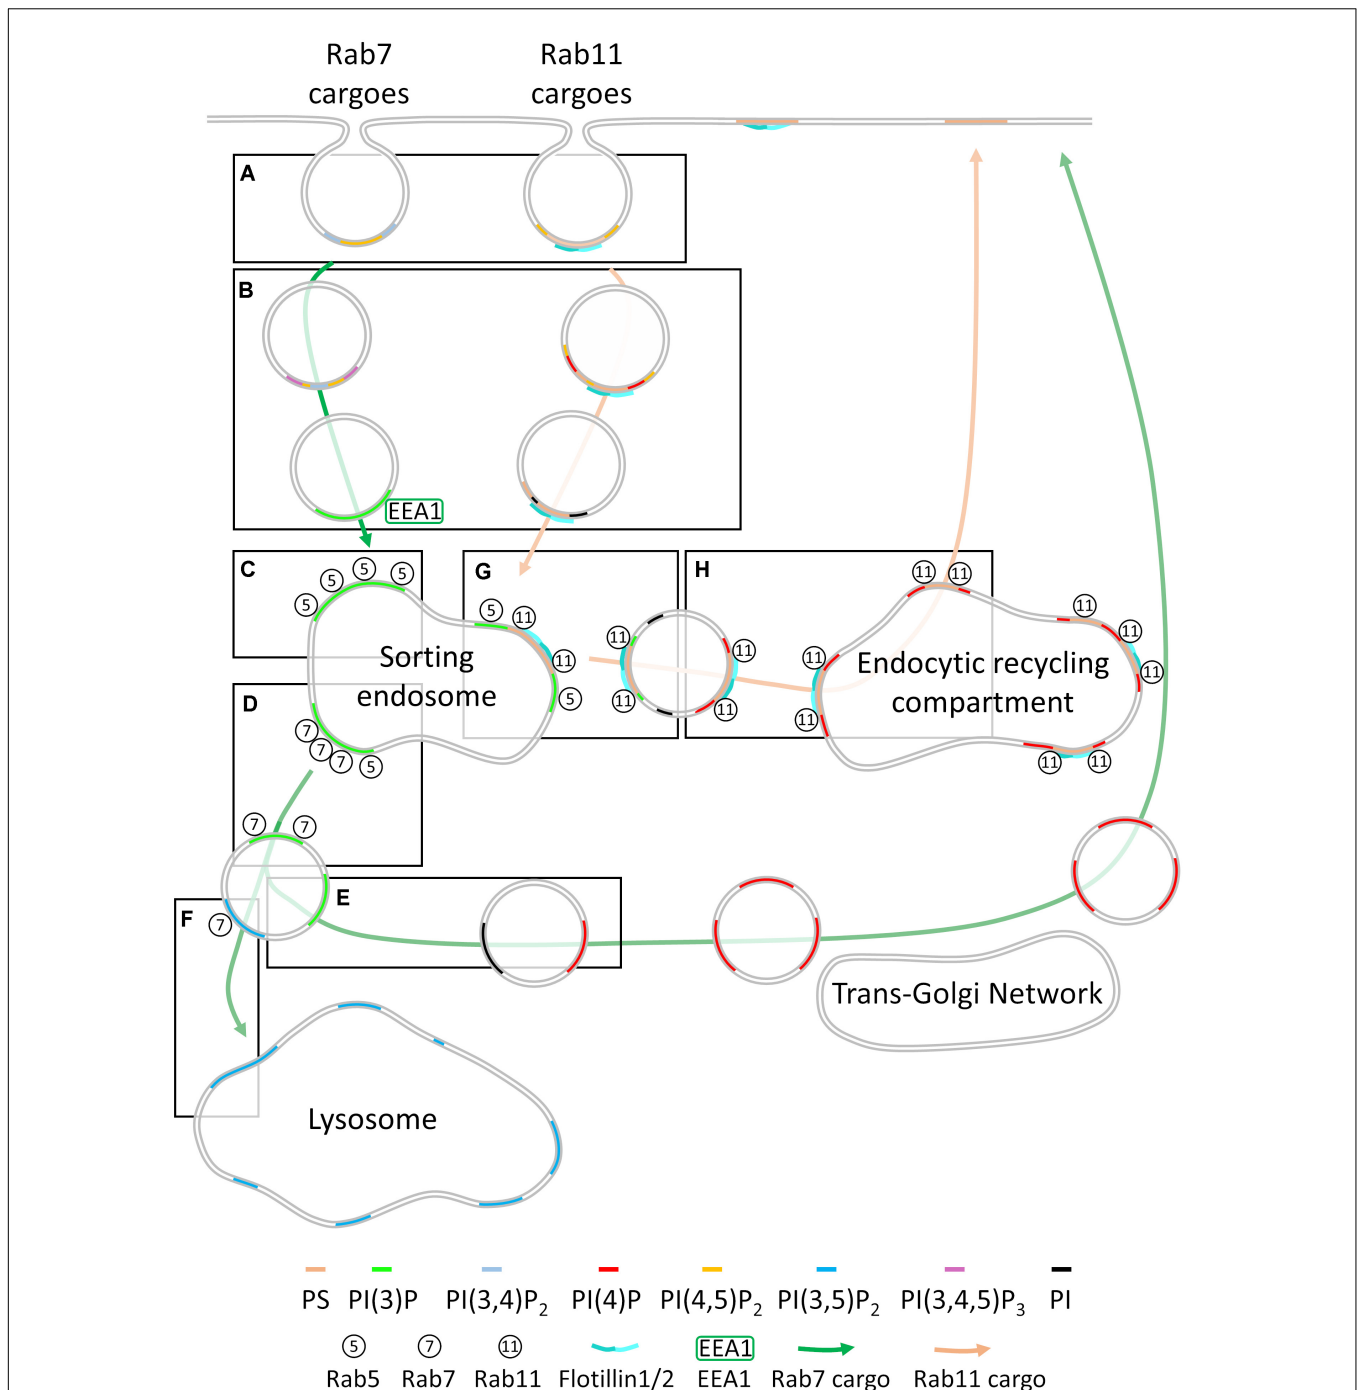 Rab7
cargoes
Rab11
cargoes
A
B
EEA1
C
5
5
5
5
G
5
11
11
5
H
11
11
11
11
11
11
11
11
11
11
11
11
11
Sorting
endosome
Endocytic recycling
compartment
D
7
7
7
5
7
7
E
F
7
Trans-Golgi Network
Lysosome
PS PI(3)P PI(3,4)P₂ PI(4)P PI(4,5)P₂ PI(3,5)P₂ PI(3,4,5)P₃ PI
5 7 11 EEA1
Rab5 Rab7 Rab11 Flotillin1/2 EEA1 Rab7 cargo Rab11 cargo